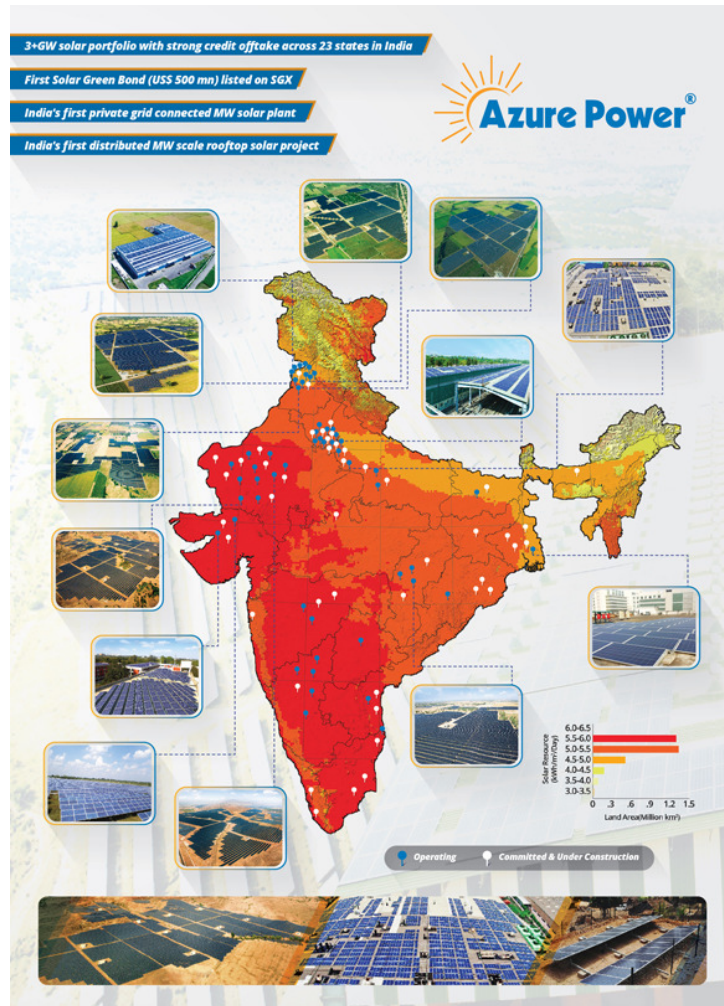 3+GW solar portfolio with strong credit offtake across 23 states in India
First Solar Green Bond (US$ 500 mn) listed on SGX
India's first private grid connected MW solar plant
India's first distributed MW scale rooftop solar project
Azure Power®
Solar Resource
(kWh/m²/Day)
6.0-6.5
5.5-6.0
5.0-5.5
4.5-5.0
4.0-4.5
3.5-4.0
3.0-3.5
0 .3 .6 .9 1.2 1.5
Land Area(Million km²)
Operating
Committed & Under Construction